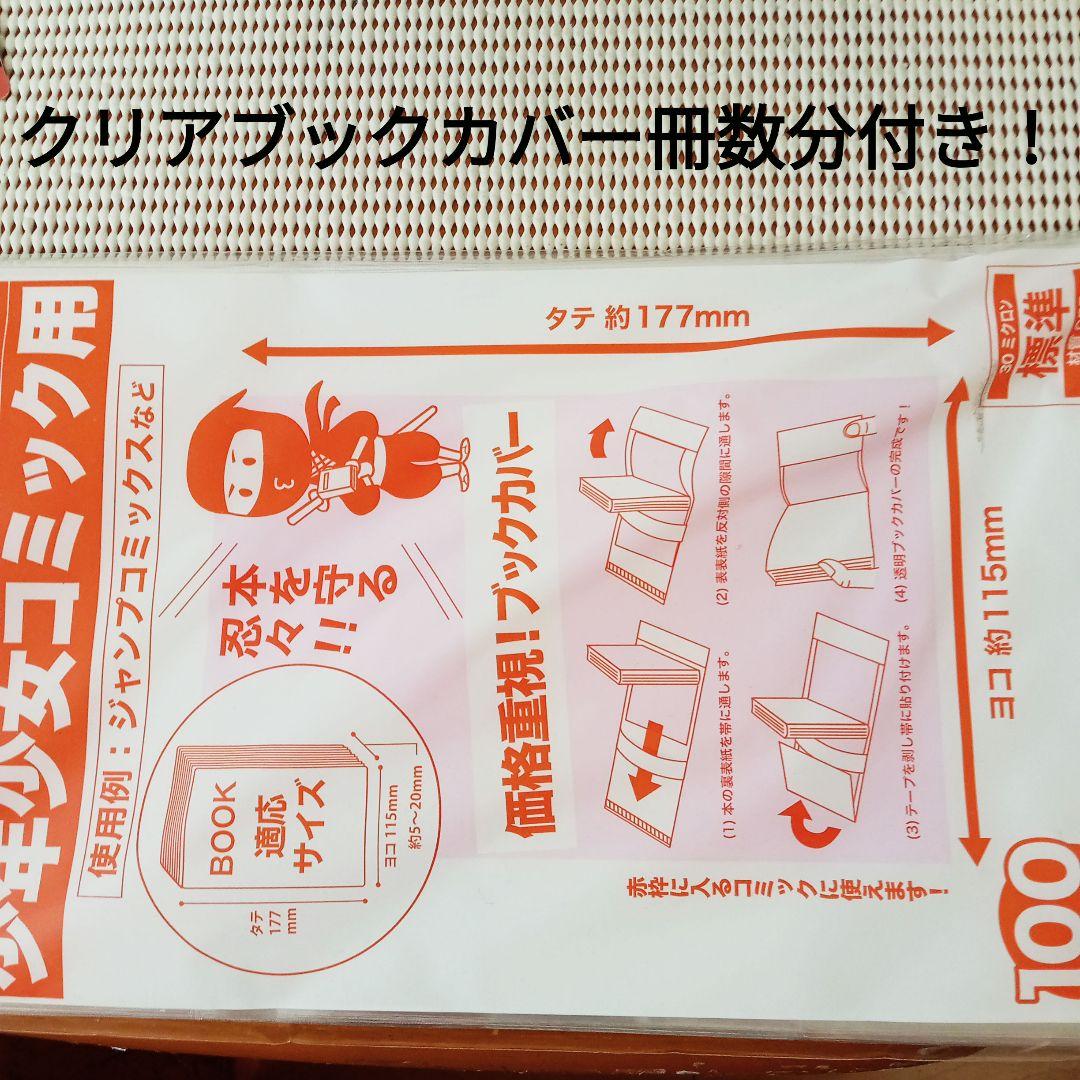 クリアブックカバー冊数分付き！
少年少女コミック用
使用例：ジャンプコミックスなど
本を守る
忍々!!
BOOK
適応
サイズ
タテ
177
mm
ヨコ 115mm
約5〜20mm
価格重視！ブックカバー
(1) 本の裏表紙を帯に通します。
(2) 表表紙を反対側の隙間に通します。
(3) テープを剥し帯に貼り付けます。
(4) 透明ブックカバーの完成です！
赤枠に入るコミックに使えます！
タテ 約177mm
ヨコ 約115mm
30ミクロン
標準
100